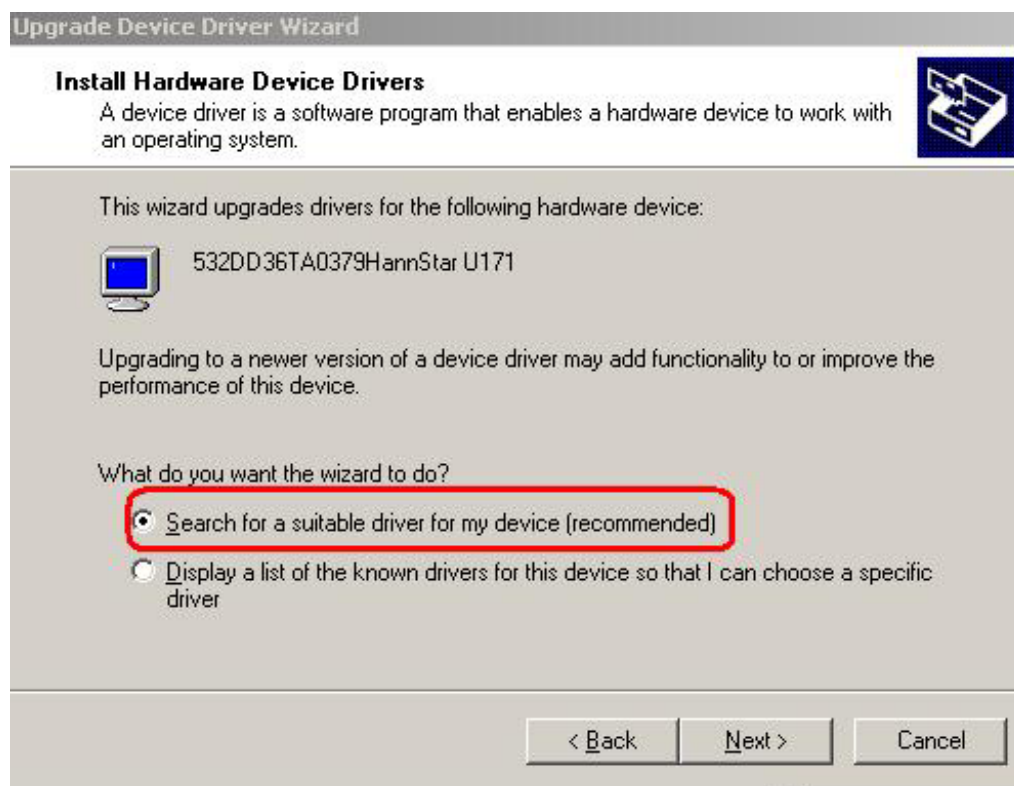 Upgrade Device Driver Wizard
Install Hardware Device Drivers
A device driver is a software program that enables a hardware device to work with
an operating system.
This wizard upgrades drivers for the following hardware device:
532DD36TA0379HannStar U171
Upgrading to a newer version of a device driver may add functionality to or improve the
performance of this device.
What do you want the wizard to do?
Search for a suitable driver for my device (recommended)
Display a list of the known drivers for this device so that I can choose a specific
driver
< Back Next > Cancel